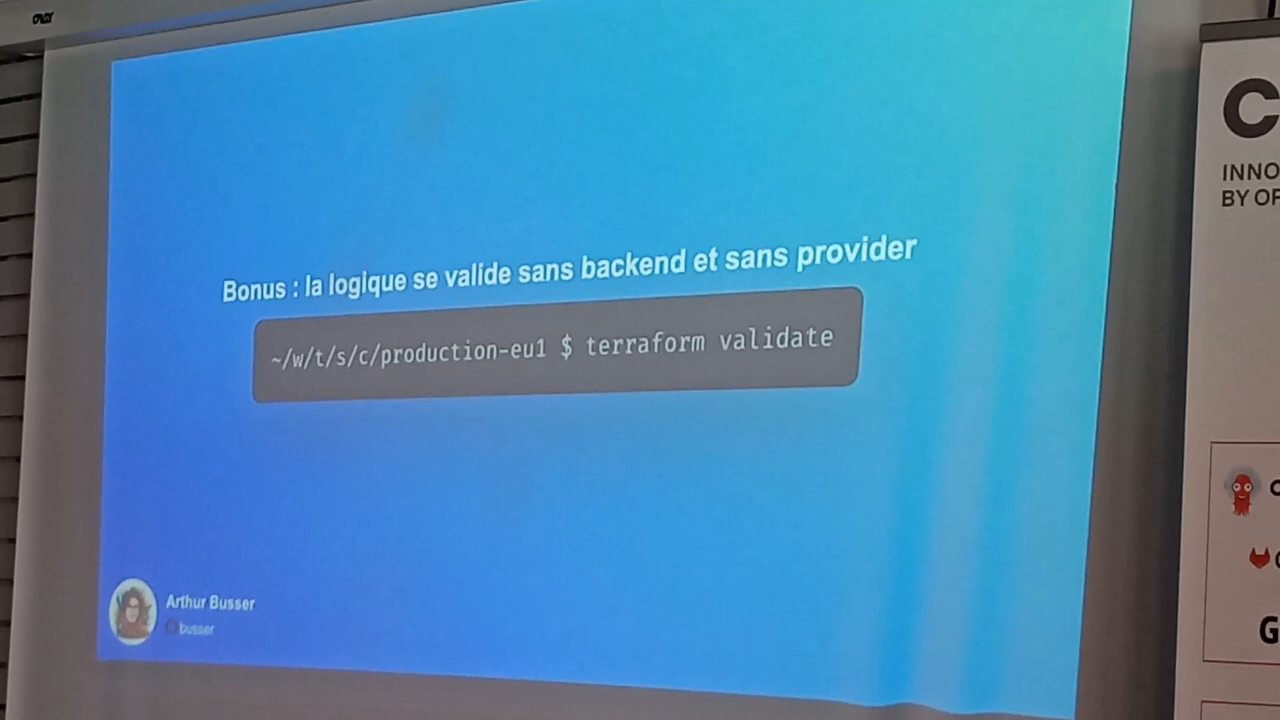 Bonus : la logique se valide sans backend et sans provider
~/w/t/s/c/production-eu1 $ terraform validate
Arthur Busser
busser
C
INNO
BY OP
G